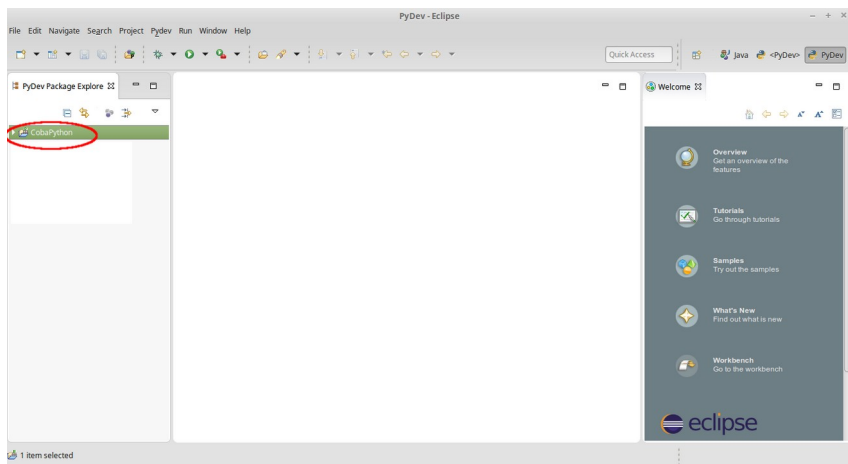 PyDev - Eclipse
File Edit Navigate Search Project Pydev Run Window Help
Quick Access
Java <PyDev> PyDev
PyDev Package Explore
Welcome
CobaPython
Overview
Get an overview of the
features
Tutorials
Go through tutorials
Samples
Try out the samples
What's New
Find out what is new
Workbench
Go to the workbench
eclipse
1 item selected